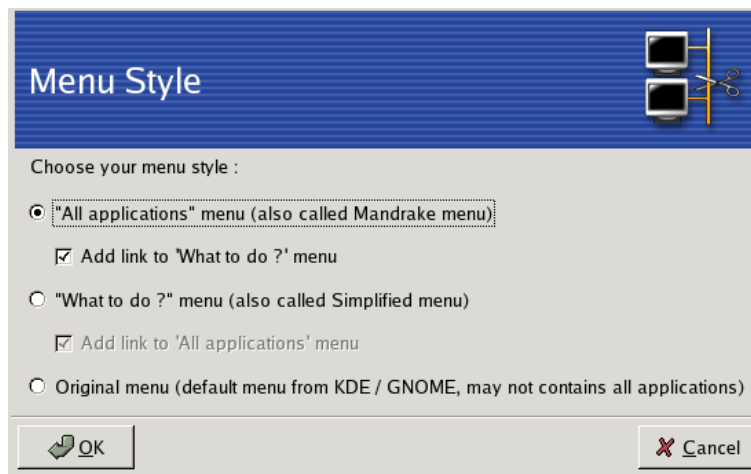 Menu Style
Choose your menu style :
"All applications" menu (also called Mandrake menu)
Add link to 'What to do ?' menu
"What to do ?" menu (also called Simplified menu)
Add link to 'All applications' menu
Original menu (default menu from KDE / GNOME, may not contains all applications)
OK
Cancel